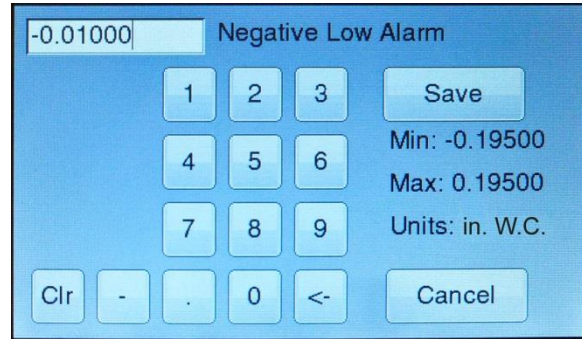 -0.01000 Negative Low Alarm
1 2 3 Save
Min: -0.19500
4 5 6
Max: 0.19500
7 8 9 Units: in. W.C.
Clr - . 0 <- Cancel